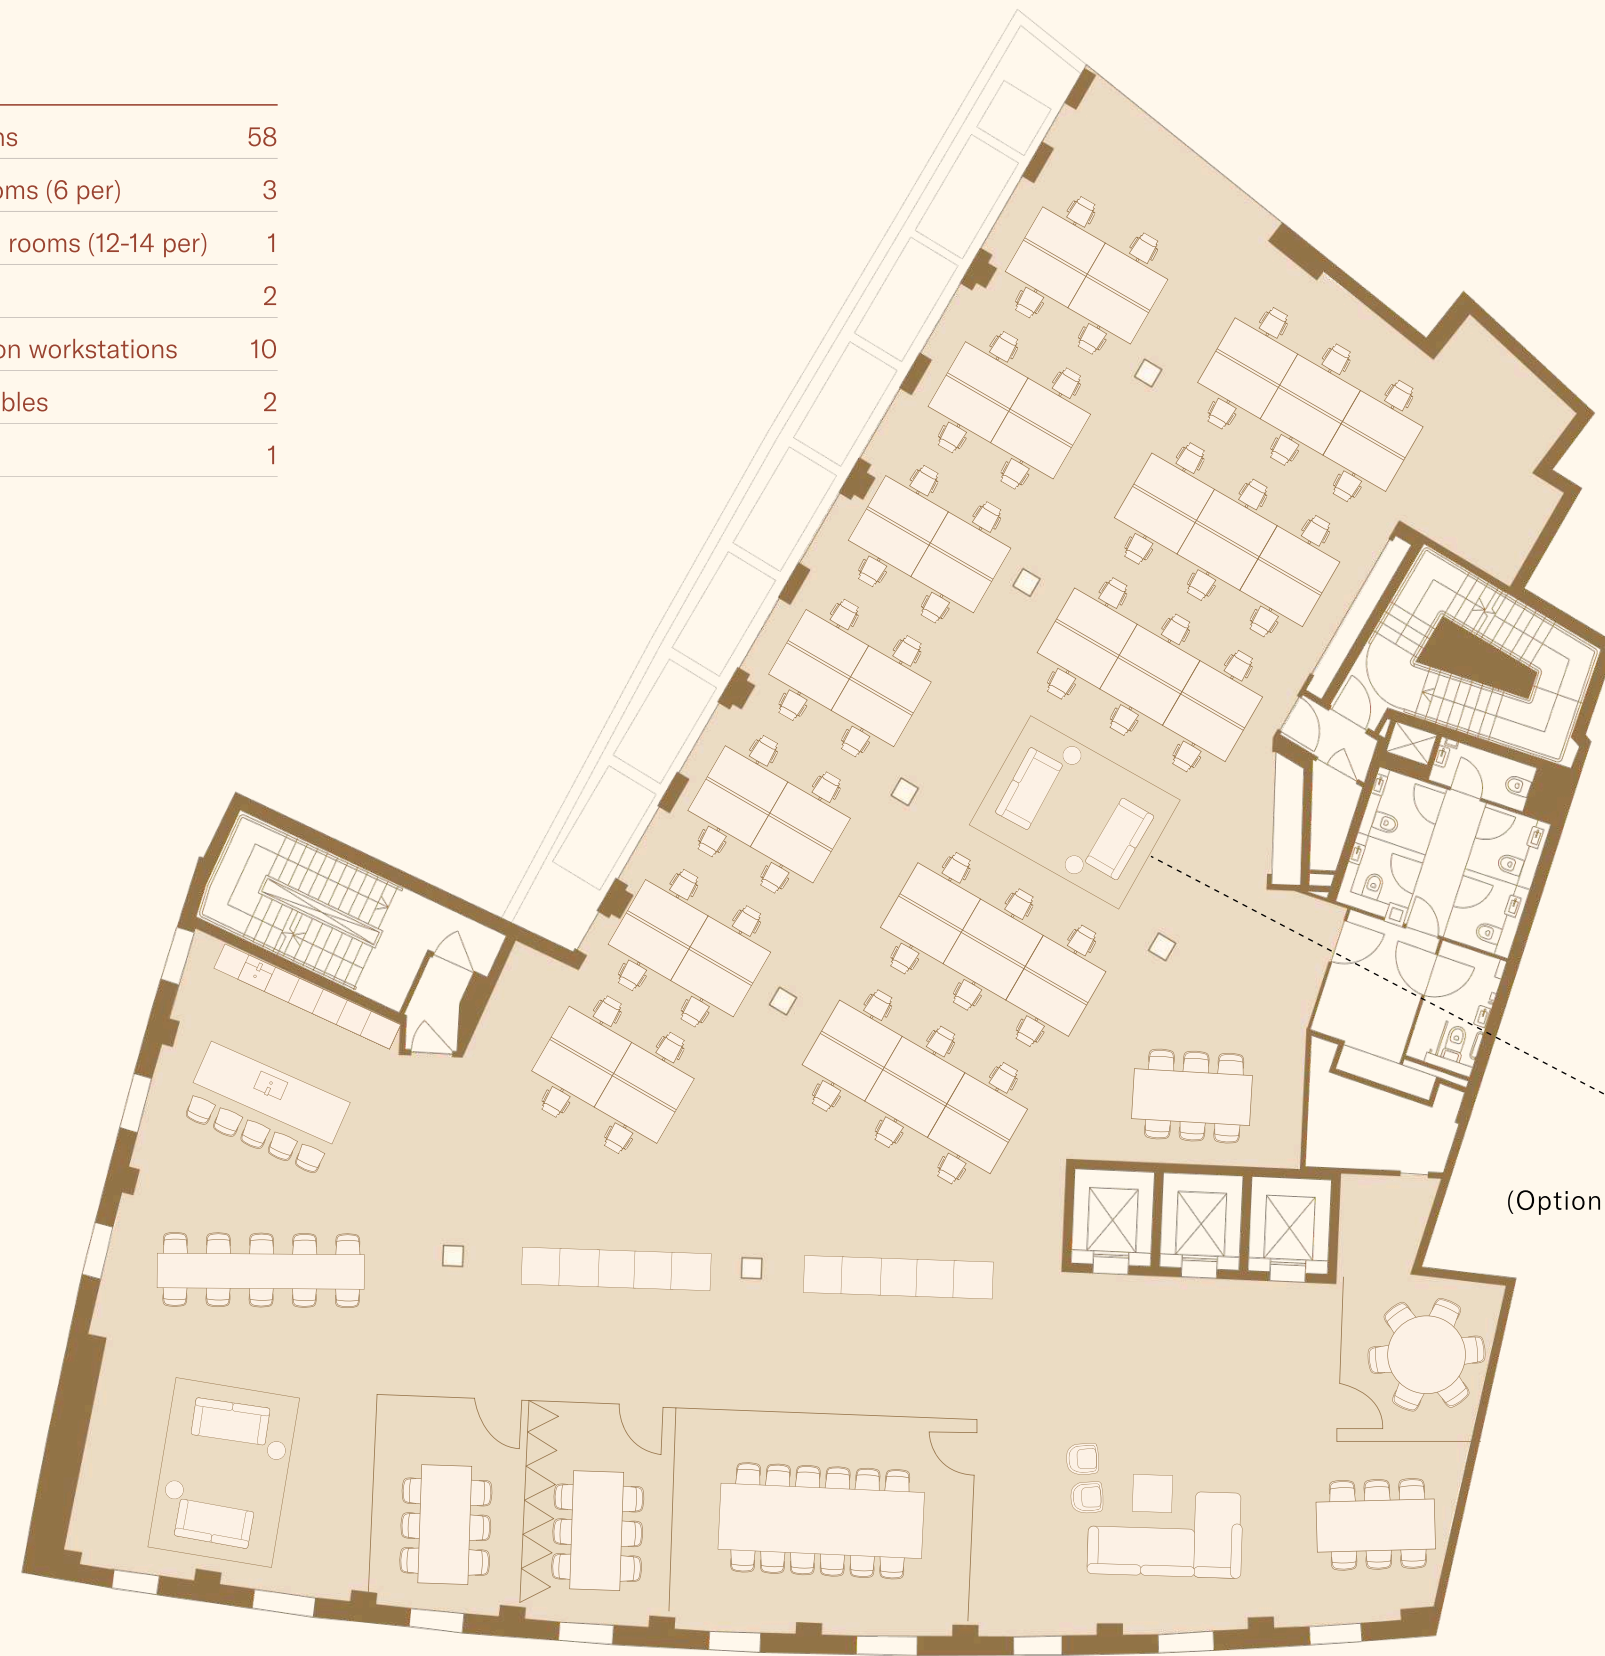 ns 58
oms (6 per) 3
rooms (12-14 per) 1
2
on workstations 10
bles 2
1
(Option